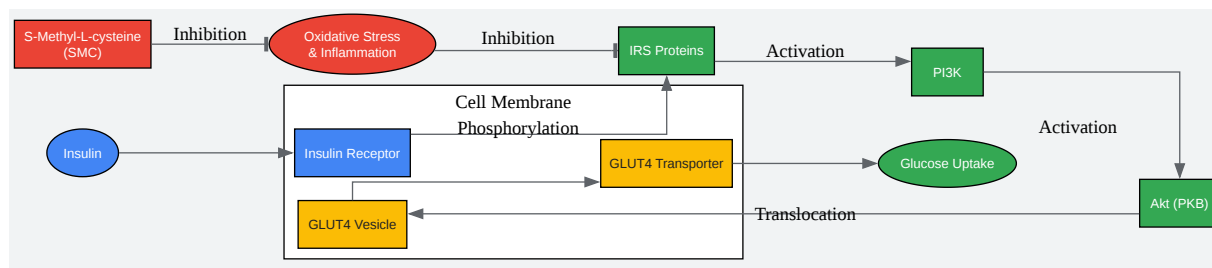 S-Methyl-L-cysteine
(SMC)
Inhibition
Oxidative Stress
& Inflammation
Inhibition
IRS Proteins
Activation
PI3K
Cell Membrane
Phosphorylation
Activation
Insulin
Insulin Receptor
GLUT4 Transporter
Glucose Uptake
GLUT4 Vesicle
Translocation
Akt (PKB)